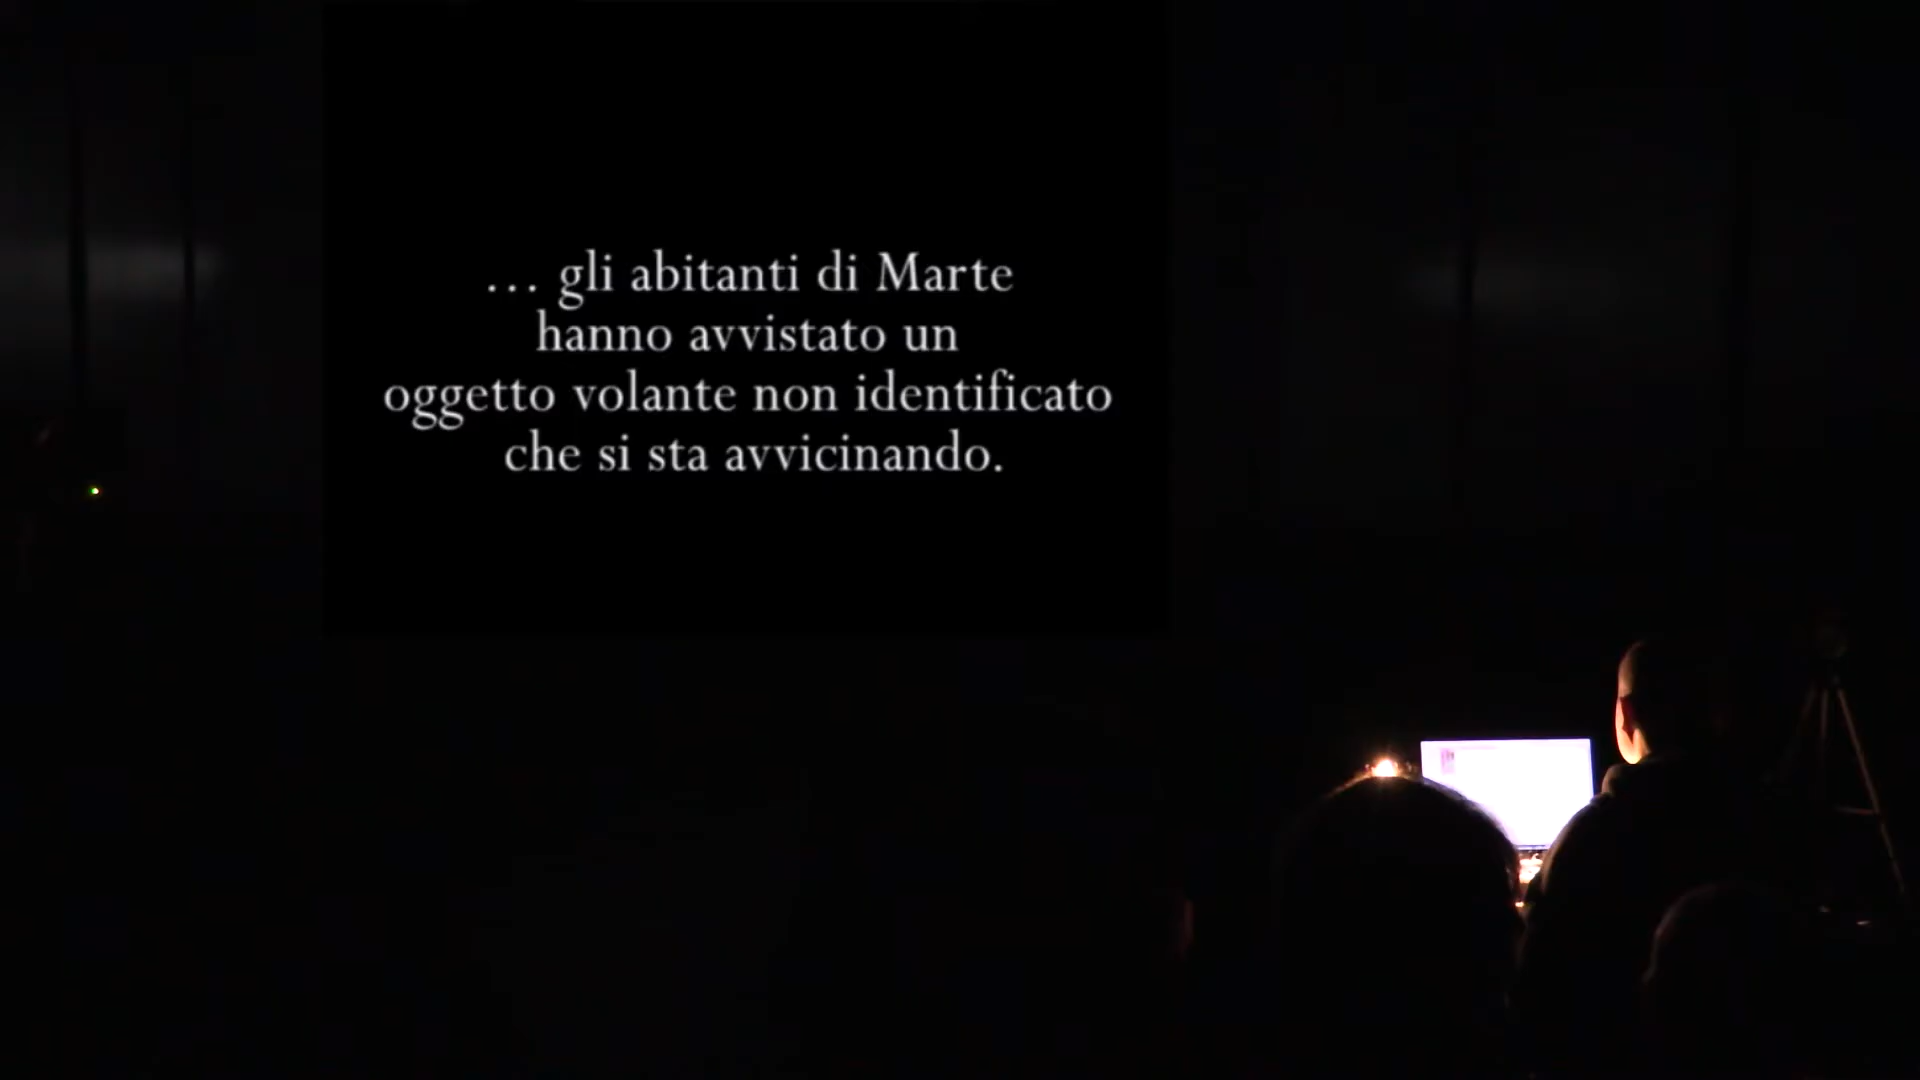 ... gli abitanti di Marte
hanno avvistato un
oggetto volante non identificato
che si sta avvicinando.